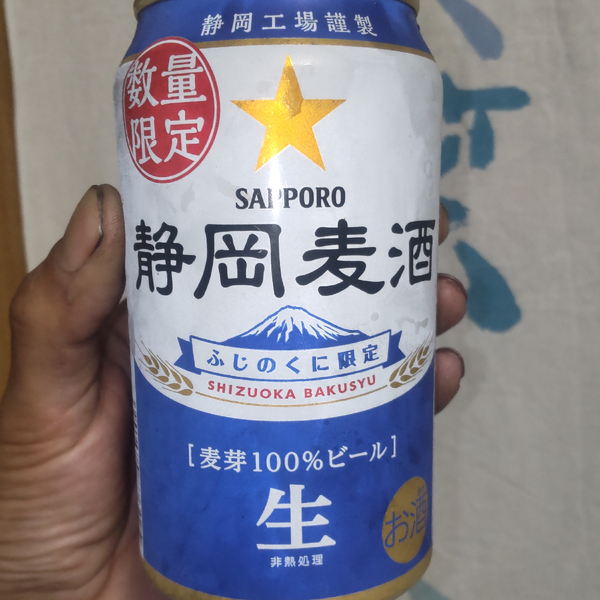 静岡工場謹製
数量
限定
SAPPORO
静岡麦酒
ふじのくに限定
SHIZUOKA BAKUSYU
[麦芽100%ビール]
生
非熱処理
お酒